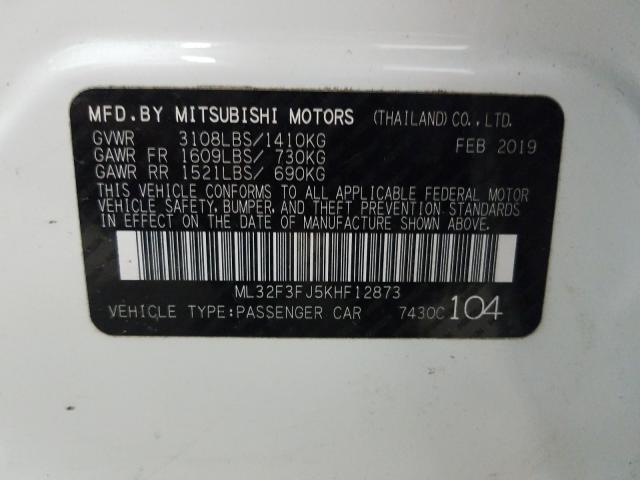 MFD.BY MITSUBISHI MOTORS (THAILAND)CO.,LTD.
GVWR 3108LBS/1410KG FEB 2019
GAWR FR 1609LBS/ 730KG
GAWR RR 1521LBS/ 690KG
THIS VEHICLE CONFORMS TO ALL APPLICABLE FEDERAL MOTOR
VEHICLE SAFETY, BUMPER, AND THEFT PREVENTION STANDARDS
IN EFFECT ON THE DATE OF MANUFACTURE SHOWN ABOVE.
ML32F3FJ5KHF12873
VEHICLE TYPE:PASSENGER CAR 7430C 104